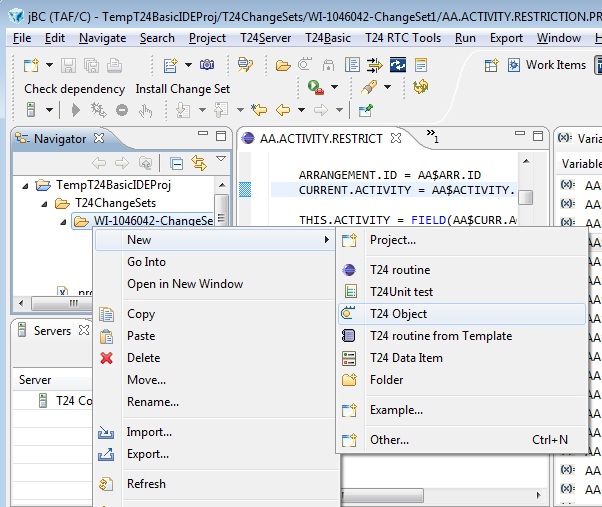 jBC (TAF/C) - TempT24BasicIDEProj/T24ChangeSets/WI-1046042-ChangeSet1/AA.ACTIVITY.RESTRICTION.PR
File Edit Navigate Search Project T24Server T24Basic T24 RTC Tools Run Export Window H
Work Items
Check dependency Install Change Set
Navigator
AA.ACTIVITY.RESTRICT
1
Varia
TempT24BasicIDEProj
T24ChangeSets
WI-1046042-ChangeSe
ARRANGEMENT.ID = AA$ARR.ID
CURRENT.ACTIVITY = AA$ACTIVITY.
THIS.ACTIVITY = FIELD(AA$CURR.A
Variable
AA
AA
AA
AA
AA
AA
AA
AA
AA
AA
AA
AA
AA
AA
.pro
Servers
Server
T24 Co
New
Go Into
Open in New Window
Copy
Paste
Delete
Move...
Rename...
Import...
Export...
Refresh
Project...
T24 routine
T24Unit test
T24 Object
T24 routine from Template
T24 Data Item
Folder
Example...
Other... Ctrl+N